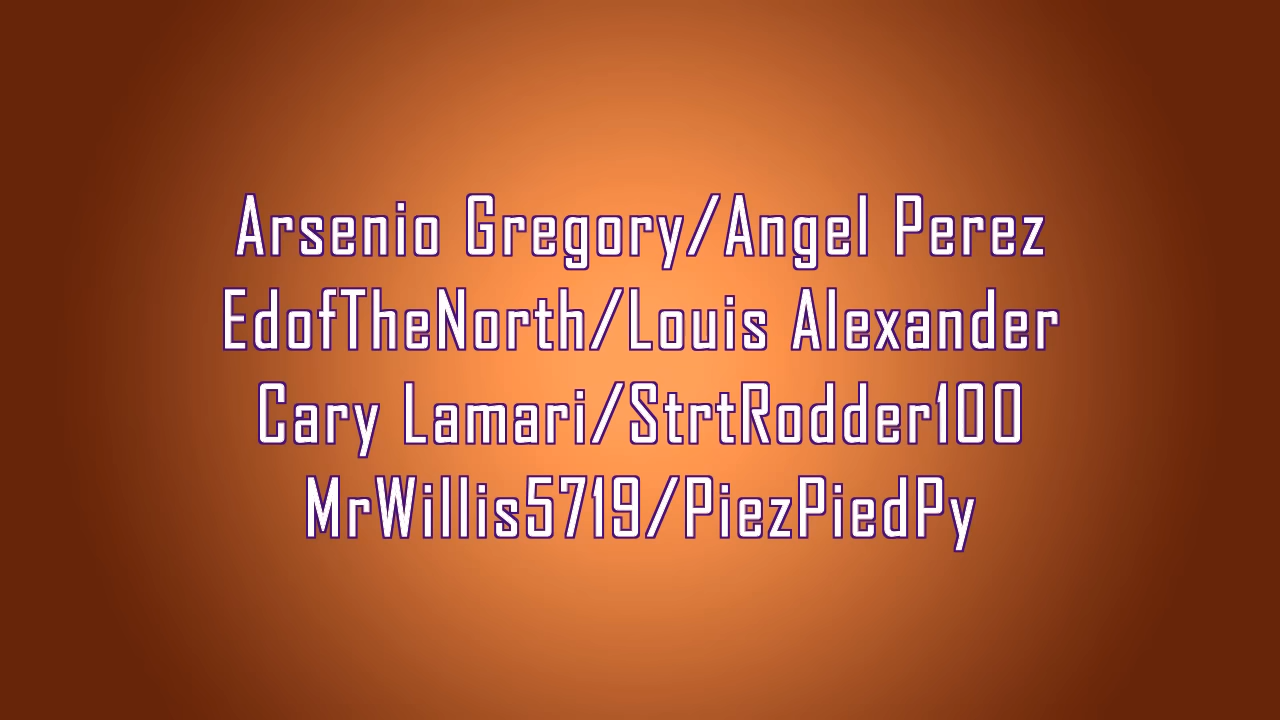 Arsenio Gregory/Angel Perez
EdofTheNorth/Louis Alexander
Cary Lamari/StrtRodder100
MrWillis5719/PiezPiedPy